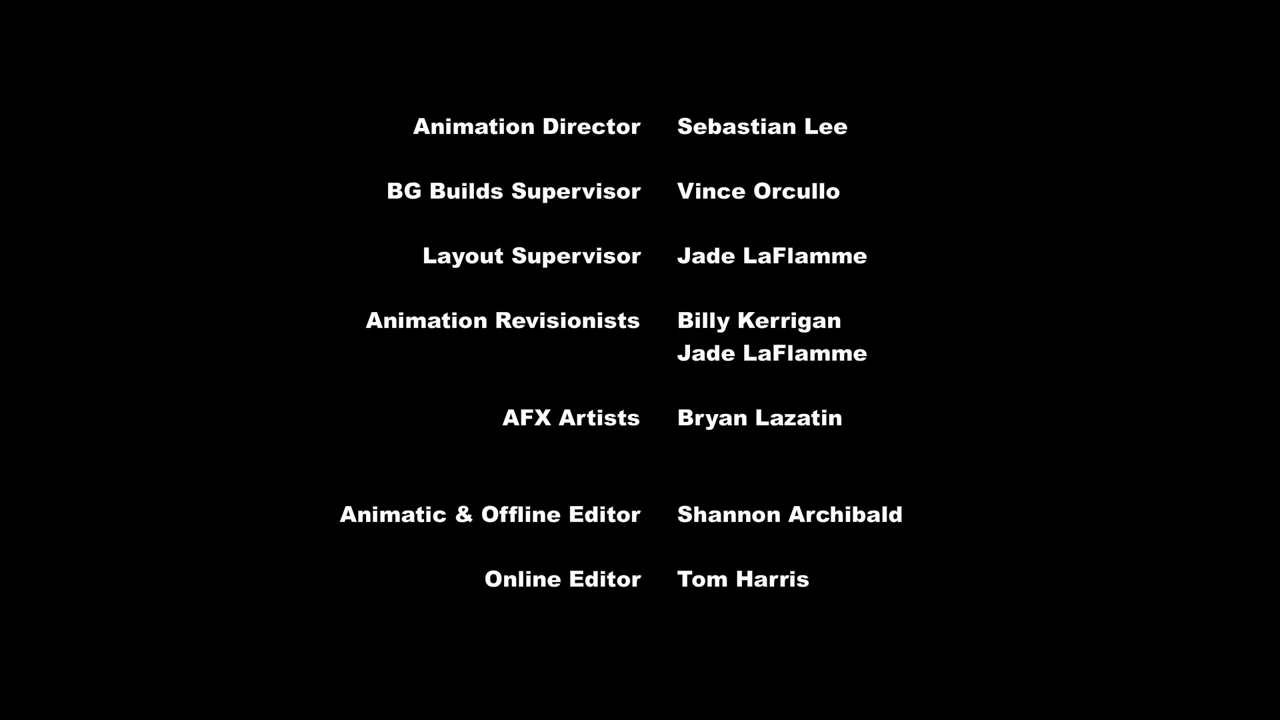 Animation Director Sebastian Lee
BG Builds Supervisor Vince Orcullo
Layout Supervisor Jade LaFlamme
Animation Revisionists Billy Kerrigan
Jade LaFlamme
AFX Artists Bryan Lazatin
Animatic & Offline Editor Shannon Archibald
Online Editor Tom Harris